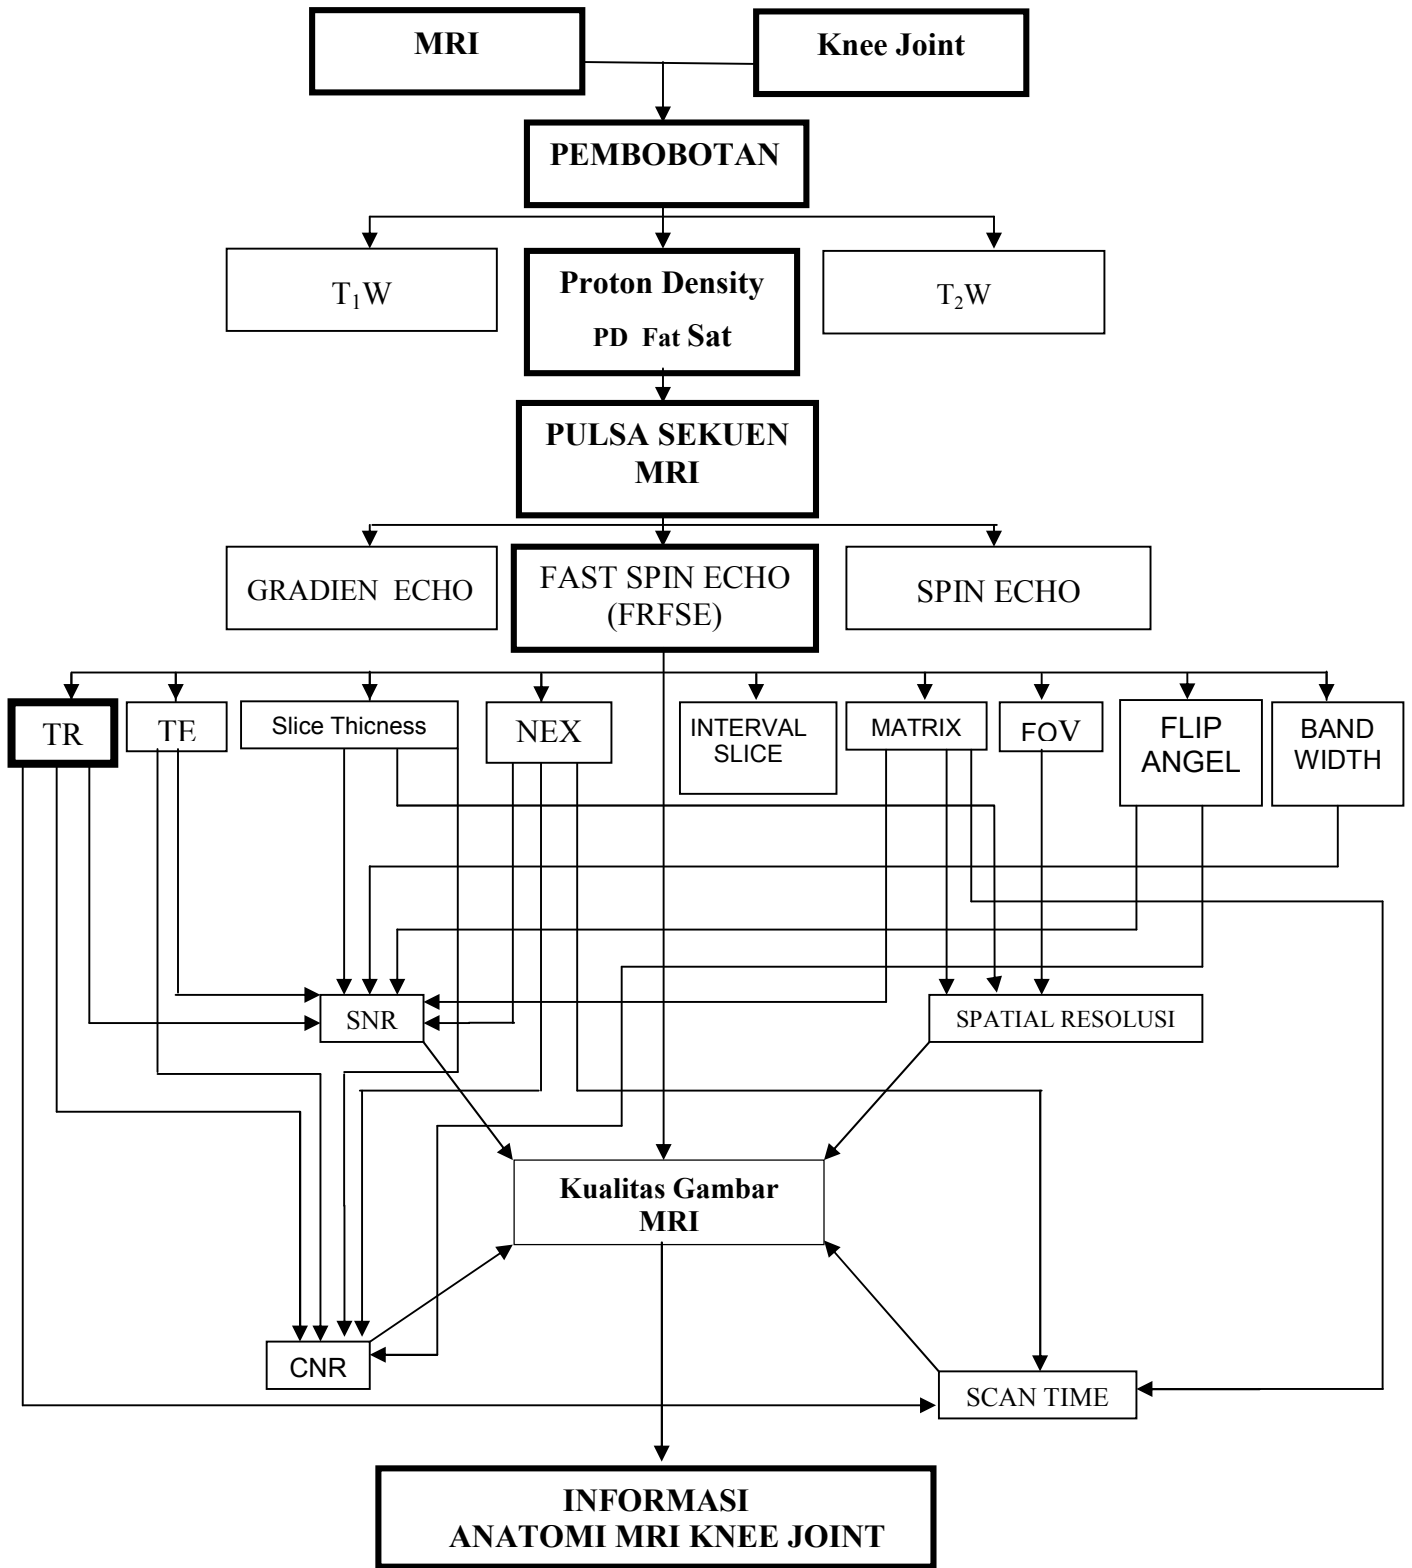 MRI
Knee Joint
PEMBOBOTAN
T₁W
Proton Density
PD Fat Sat
T₂W
PULSA SEKUEN
MRI
GRADIEN ECHO
FAST SPIN ECHO
(FRFSE)
SPIN ECHO
TR
TE
Slice Thicness
NEX
INTERVAL
SLICE
MATRIX
FOV
FLIP
ANGEL
BAND
WIDTH
SNR
SPATIAL RESOLUSI
Kualitas Gambar
MRI
CNR
SCAN TIME
INFORMASI
ANATOMI MRI KNEE JOINT